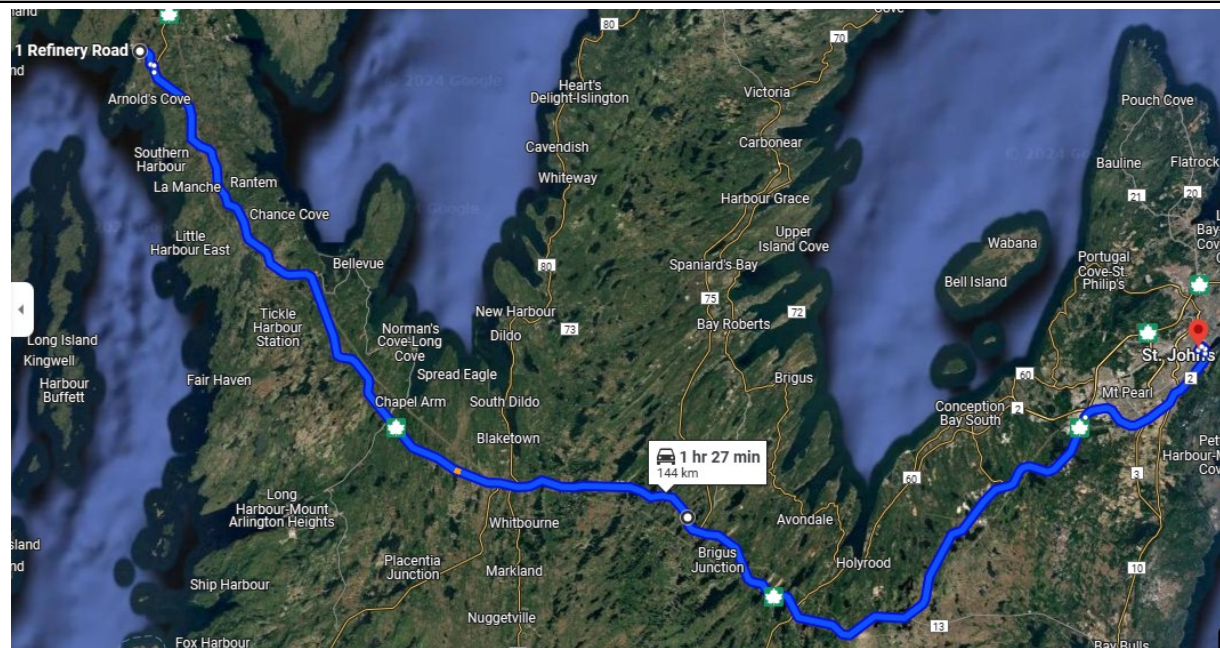 80
70
1 Refinery Road
Heart's
Delight-Islington
Victoria
Pouch Cove
Arnold's Cove
Carbonear
Cavendish
Southern
Harbour
Bauline
Flatrock
Whiteway
La Manche
Rantem
21
20
Harbour Grace
Chance Cove
Upper
Island Cove
Little
Harbour East
Wabana
Bellevue
80
Spaniard's Bay
Portugal
Cove-St.
Philip's
Bell Island
75
72
New Harbour
73
Tickle
Harbour
Station
Bay Roberts
Norman's
Cove-Long
Cove
Dildo
Long Island
Kingwell
St. John's
Harbour
Buffett
Fair Haven
Spread Eagle
Brigus
60
2
Mt Pearl
Chapel Arm
South Dildo
2
Conception
Bay South
Blaketown
1 hr 27 min
144 km
3
60
Long
Harbour-Mount
Arlington Heights
Whitbourne
Avondale
Placentia
Junction
Brigus
Junction
Holyrood
Markland
10
Ship Harbour
Nuggetville
13
Fox Harbour
Bay Bulls